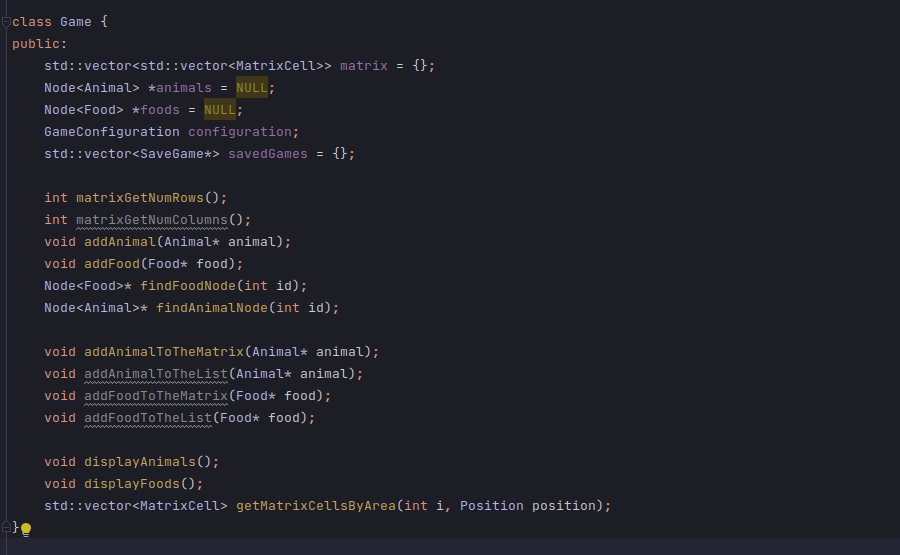 class Game {
public:
    std::vector<std::vector<MatrixCell>> matrix = {};
    Node<Animal> *animals = NULL;
    Node<Food> *foods = NULL;
    GameConfiguration configuration;
    std::vector<SaveGame*> savedGames = {};

    int matrixGetNumRows();
    int matrixGetNumColumns();
    void addAnimal(Animal* animal);
    void addFood(Food* food);
    Node<Food>* findFoodNode(int id);
    Node<Animal>* findAnimalNode(int id);

    void addAnimalToTheMatrix(Animal* animal);
    void addAnimalToTheList(Animal* animal);
    void addFoodToTheMatrix(Food* food);
    void addFoodToTheList(Food* food);

    void displayAnimals();
    void displayFoods();
    std::vector<MatrixCell> getMatrixCellsByArea(int i, Position position);
}